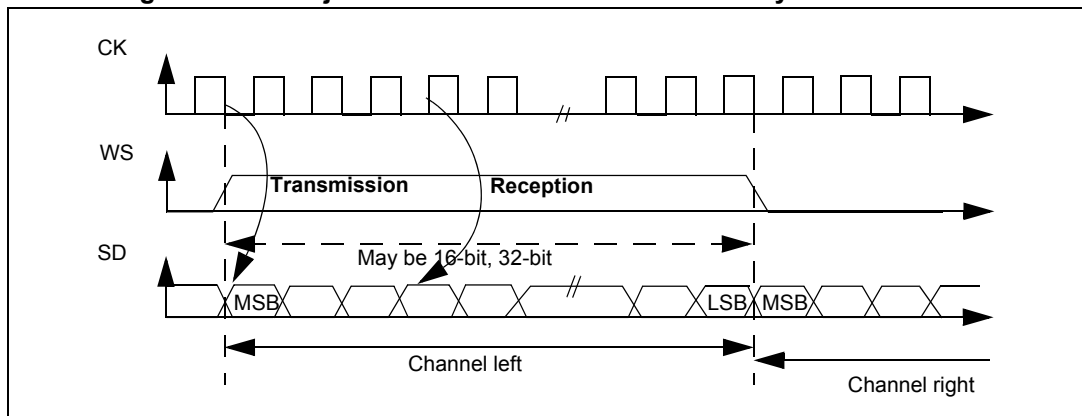 CK
WS
Transmission
Reception
May be 16-bit, 32-bit
SD
MSB
LSB
MSB
Channel left
Channel right